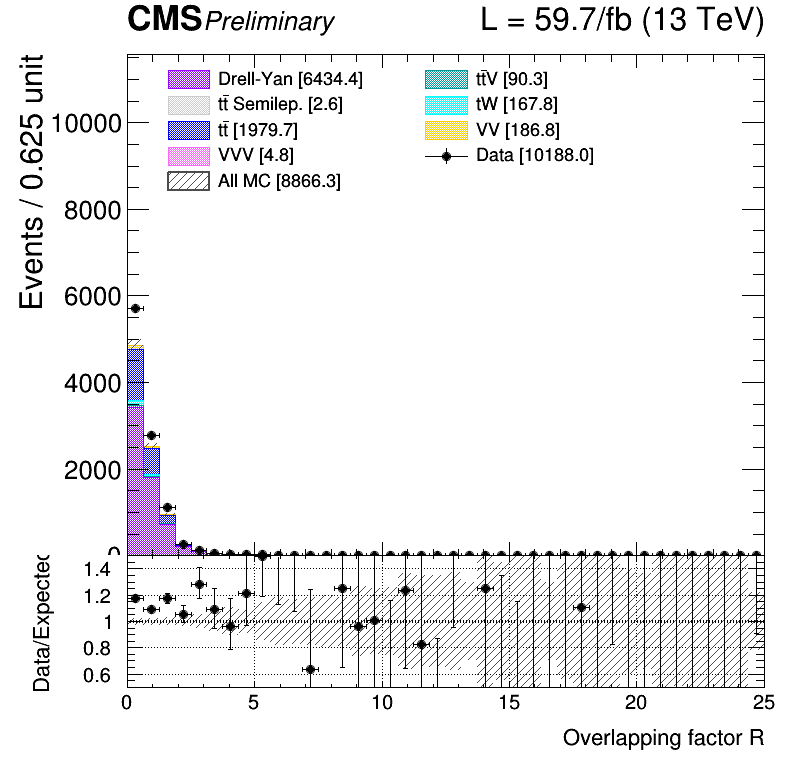 CMS Preliminary L = 59.7/fb (13 TeV)
Events / 0.625 unit
Drell-Yan [6434.4]
tt̄ Semilep. [2.6]
tt̄ [1979.7]
VVV [4.8]
All MC [8866.3]
tt̄V [90.3]
tW [167.8]
VV [186.8]
Data [10188.0]
10000
8000
6000
4000
2000
0
Data/Expected
1.4
1.2
1
0.8
0.6
0 5 10 15 20 25
Overlapping factor R